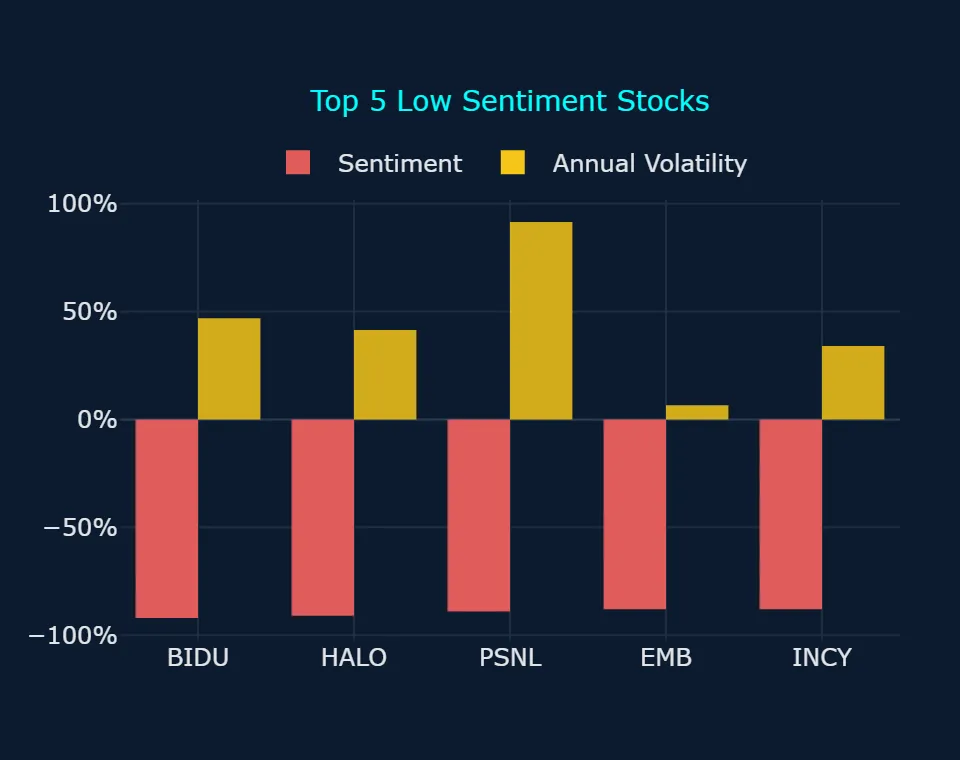 Top 5 Low Sentiment Stocks
Sentiment Annual Volatility
100%
50%
0%
−50%
−100%
BIDU HALO PSNL EMB INCY